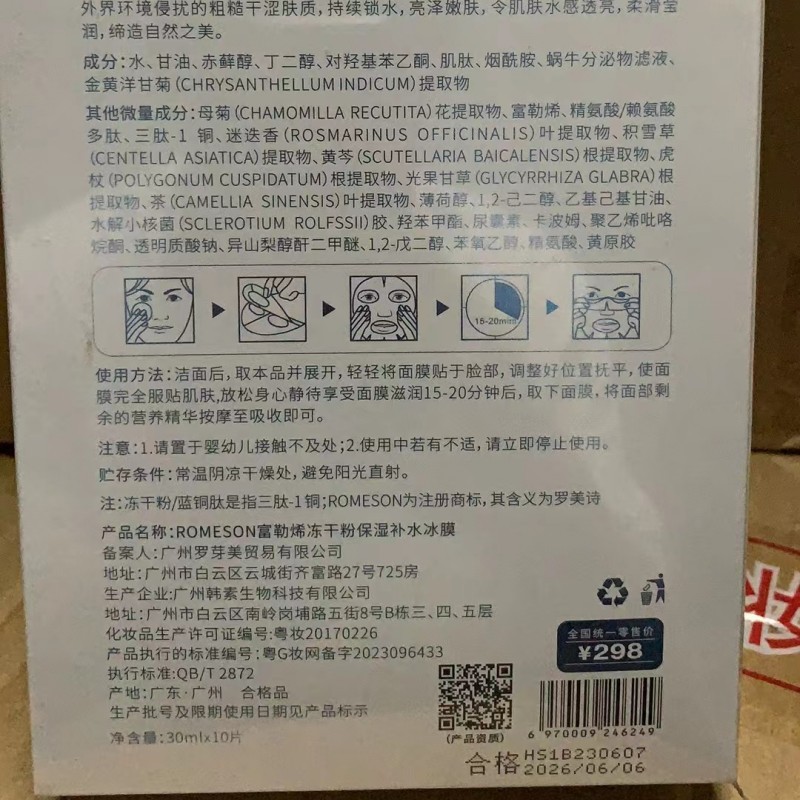 外界环境侵扰的粗糙干涩肤质，持续锁水，亮泽嫩肤，令肌肤水感透亮，柔滑莹
润，缔造自然之美。
成分：水、甘油、赤藓醇、丁二醇、对羟基苯乙酮、肌肽、烟酰胺、蜗牛分泌物滤液、
金黄洋甘菊（CHRYSANTHELLUM INDICUM）提取物
其他微量成分：母菊（CHAMOMILLA RECUTITA）花提取物、富勒烯、精氨酸/赖氨酸
多肽、三肽-1 铜、迷迭香（ROSMARINUS OFFICINALIS）叶提取物、积雪草
（CENTELLA ASIATICA）提取物、黄芩（SCUTELLARIA BAICALENSIS）根提取物、虎
杖（POLYGONUM CUSPIDATUM）根提取物、光果甘草（GLYCYRRHIZA GLABRA）根
提取物、茶（CAMELLIA SINENSIS）叶提取物、薄荷醇、1,2-己二醇、乙基己基甘油、
水解小核菌（SCLEROTIUM ROLFSSII）胶、羟苯甲酯、尿囊素、卡波姆、聚乙烯吡咯
烷酮、透明质酸钠、异山梨醇酐二甲醚、1,2-戊二醇、苯氧乙醇、精氨酸、黄原胶
15-20min
使用方法：洁面后，取本品并展开，轻轻将面膜贴于脸部，调整好位置抚平，使面
膜完全服贴肌肤,放松身心静待享受面膜滋润15-20分钟后，取下面膜，将面部剩
余的营养精华按摩至吸收即可。
注意：1.请置于婴幼儿接触不及处;2.使用中若有不适，请立即停止使用。
贮存条件：常温阴凉干燥处，避免阳光直射。
注：冻干粉/蓝铜肽是指三肽-1铜;ROMESON为注册商标，其含义为罗美诗
产品名称：ROMESON富勒烯冻干粉保湿补水冰膜
备案人：广州罗芽美贸易有限公司
地址：广州市白云区云城街齐富路27号725房
生产企业:广州韩素生物科技有限公司
地址：广州市白云区南岭岗埔路五街8号B栋三、四、五层
化妆品生产许可证编号:粤妆20170226
产品执行的标准编号：粤G妆网备字2023096433
执行标准:QB/T 2872
产地：广东·广州 合格品
生产批号及限期使用日期见产品标示
净含量：30mlx10片
(产品资质)
全国统一零售价
¥298
6 970009 246249
合格 HS1B230607
2026/06/06